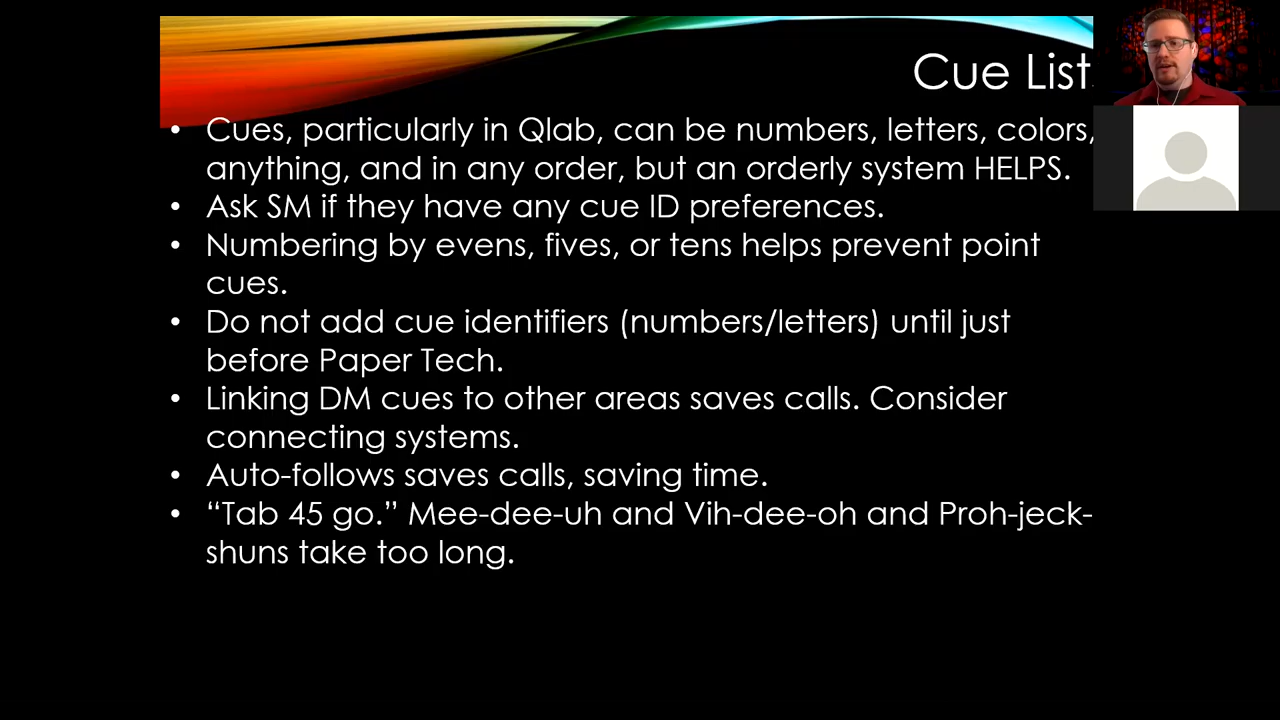 Cue List
• Cues, particularly in Qlab, can be numbers, letters, colors,
anything, and in any order, but an orderly system HELPS.
• Ask SM if they have any cue ID preferences.
• Numbering by evens, fives, or tens helps prevent point
cues.
• Do not add cue identifiers (numbers/letters) until just
before Paper Tech.
• Linking DM cues to other areas saves calls. Consider
connecting systems.
• Auto-follows saves calls, saving time.
• “Tab 45 go.” Mee-dee-uh and Vih-dee-oh and Proh-jeck-
shuns take too long.